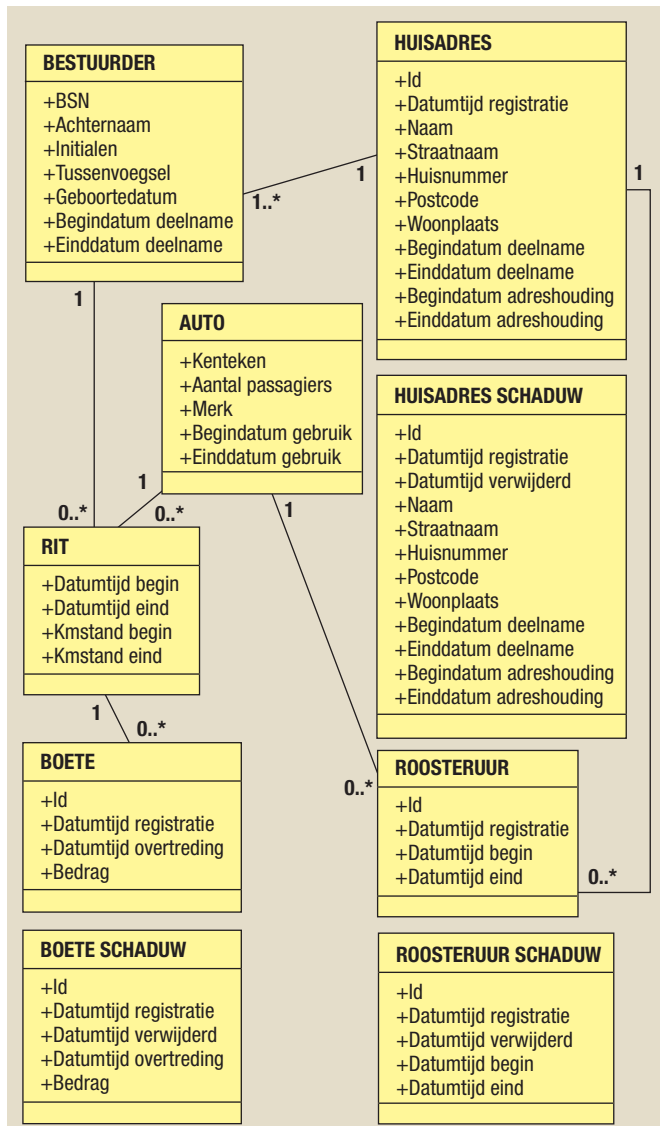 BESTUURDER
+BSN
+Achternaam
+Initialen
+Tussenvoegsel
+Geboortedatum
+Begindatum deelname
+Einddatum deelname
HUISADRES
+Id
+Datumtijd registratie
+Naam
+Straatnaam
+Huisnummer
+Postcode
+Woonplaats
+Begindatum deelname
+Einddatum deelname
+Begindatum adreshouding
+Einddatum adreshouding
1..*
1
1
1
AUTO
+Kenteken
+Aantal passagiers
+Merk
+Begindatum gebruik
+Einddatum gebruik
HUISADRES SCHADUW
+Id
+Datumtijd registratie
+Datumtijd verwijderd
+Naam
+Straatnaam
+Huisnummer
+Postcode
+Woonplaats
+Begindatum deelname
+Einddatum deelname
+Begindatum adreshouding
+Einddatum adreshouding
1
1
0..*
0..*
RIT
+Datumtijd begin
+Datumtijd eind
+Kmstand begin
+Kmstand eind
1
0..*
BOETE
+Id
+Datumtijd registratie
+Datumtijd overtreding
+Bedrag
0..*
ROOSTERUUR
+Id
+Datumtijd registratie
+Datumtijd begin
+Datumtijd eind
0..*
BOETE SCHADUW
+Id
+Datumtijd registratie
+Datumtijd verwijderd
+Datumtijd overtreding
+Bedrag
ROOSTERUUR SCHADUW
+Id
+Datumtijd registratie
+Datumtijd verwijderd
+Datumtijd begin
+Datumtijd eind